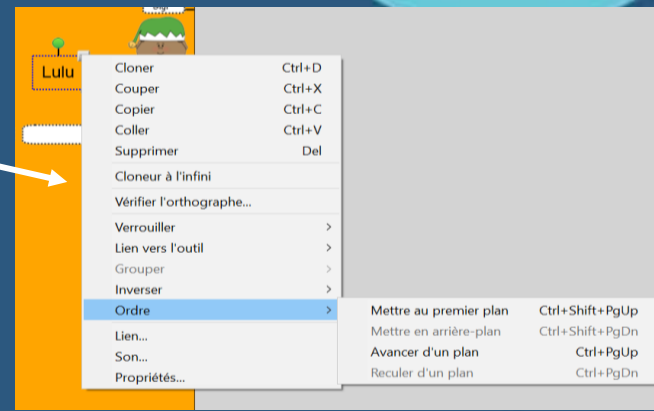 Digi
Lulu
Cloner Ctrl+D
Couper Ctrl+X
Copier Ctrl+C
Coller Ctrl+V
Supprimer Del
Cloneur à l'infini
Vérifier l'orthographe...
Verrouiller >
Lien vers l'outil >
Grouper >
Inverser >
Ordre >
Mettre au premier plan Ctrl+Shift+PgUp
Mettre en arrière-plan Ctrl+Shift+PgDn
Avancer d'un plan Ctrl+PgUp
Reculer d'un plan Ctrl+PgDn
Lien...
Son...
Propriétés...